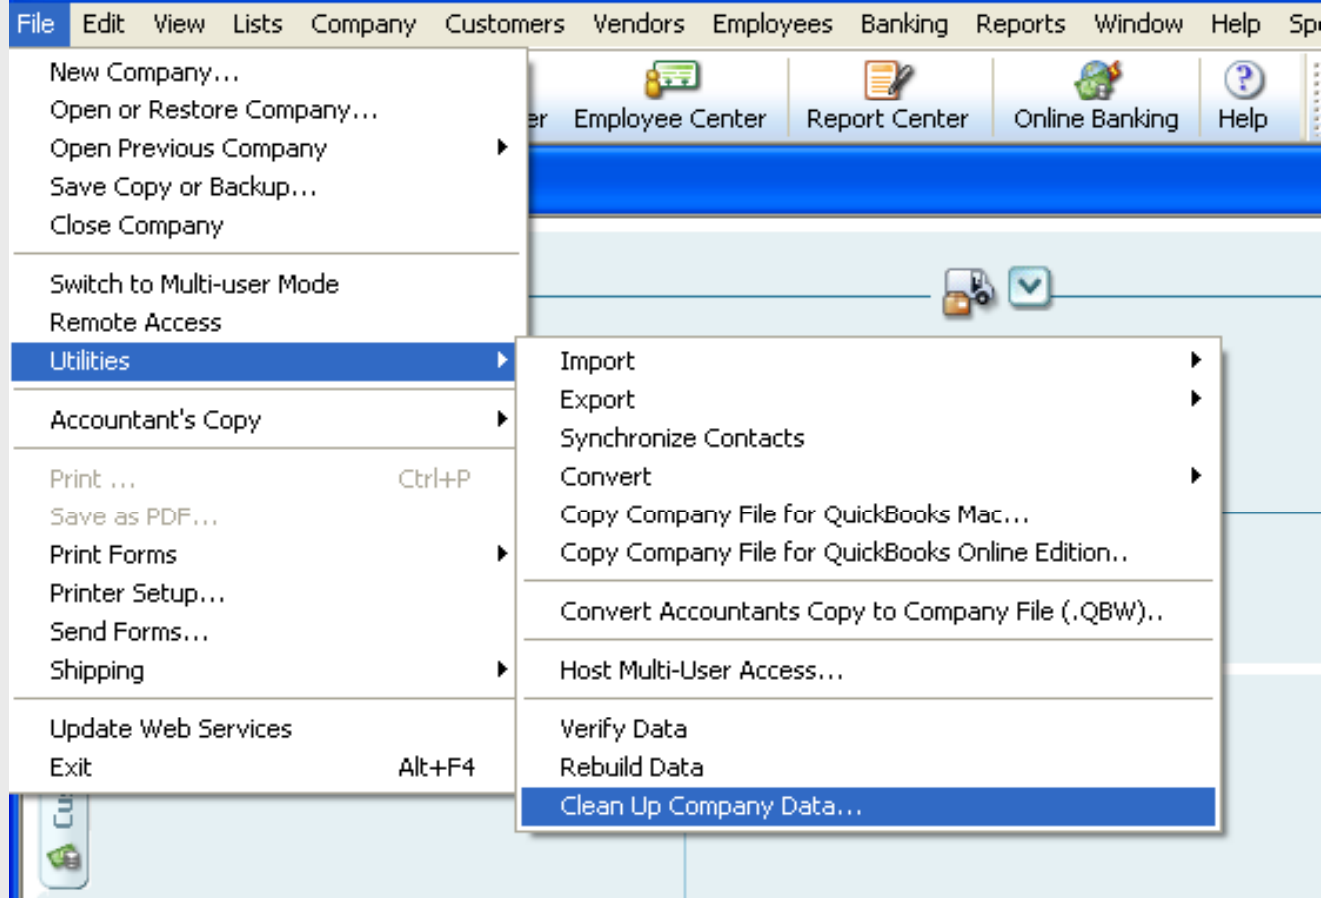 File Edit View Lists Company Customers Vendors Employees Banking Reports Window Help
Employee Center Report Center Online Banking Help
New Company...
Open or Restore Company...
Open Previous Company
Save Copy or Backup...
Close Company
Switch to Multi-user Mode
Remote Access
Utilities
Accountant's Copy
Print ... Ctrl+P
Save as PDF...
Print Forms
Printer Setup...
Send Forms...
Shipping
Update Web Services
Exit Alt+F4
Import
Export
Synchronize Contacts
Convert
Copy Company File for QuickBooks Mac...
Copy Company File for QuickBooks Online Edition..
Convert Accountants Copy to Company File (.QBW)..
Host Multi-User Access...
Verify Data
Rebuild Data
Clean Up Company Data...